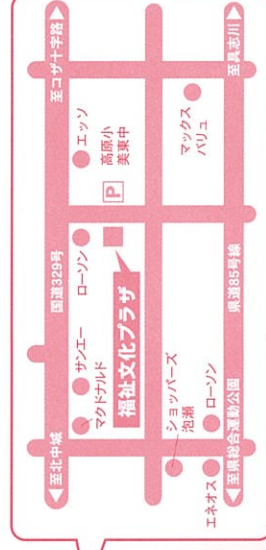 至北中城
国道329号
至コザ十字路
マクドナルド
サンエー
ローソン
エッソ
福祉文化プラザ
P
高原小
美東中
ショッパーズ
泡瀬
マックス
バリュ
エネオス
ローソン
至県総合運動公園
県道85号線
至具志川